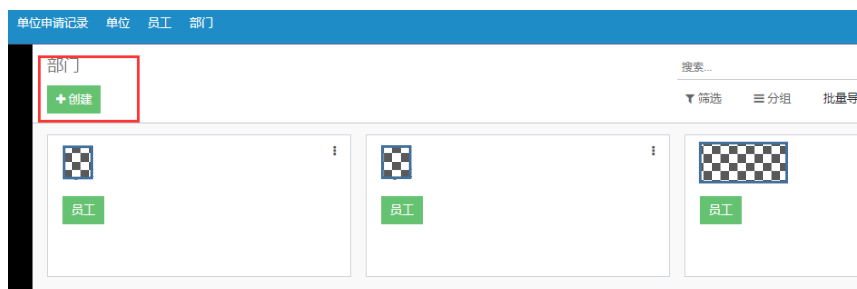 单位申请记录 单位 员工 部门
部门
搜索...
+创建
筛选 分组 批量导
员工 员工 员工